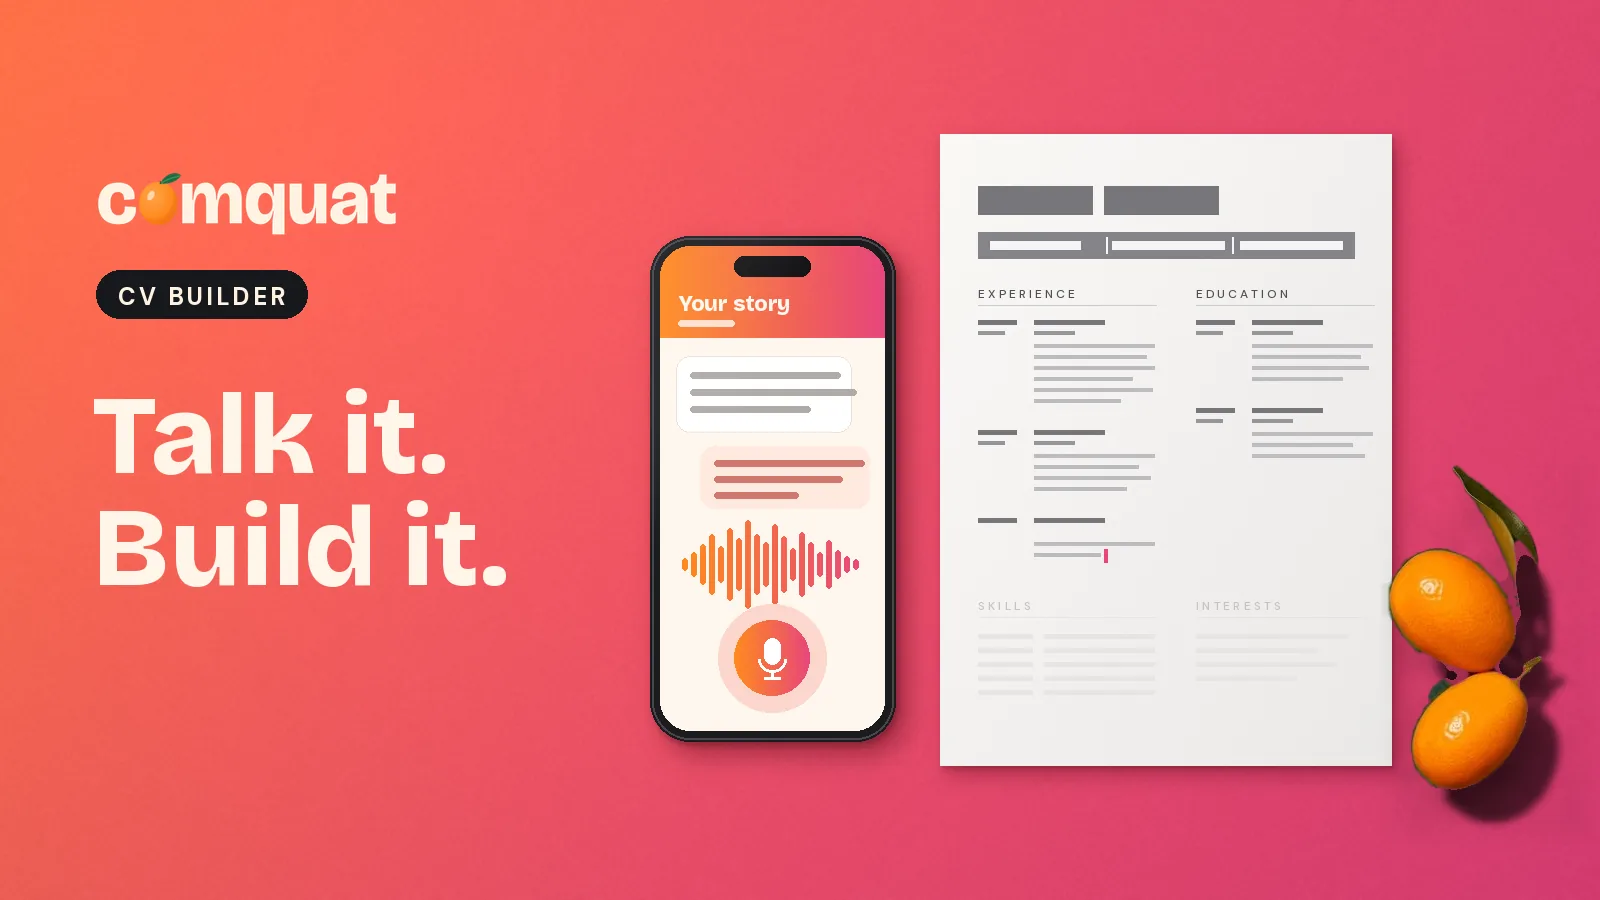 comquat
CV BUILDER
Talk it.
Build it.
Your story
EXPERIENCE
EDUCATION
SKILLS
INTERESTS